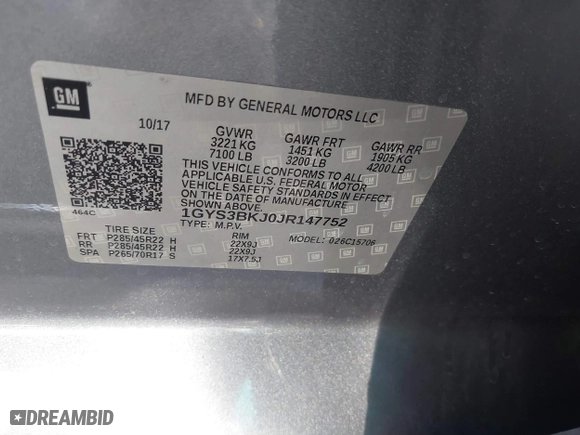 GM
MFD BY GENERAL MOTORS LLC
10/17
GVWR GAWR FRT GAWR RR
3221 KG 1451 KG 1905 KG
7100 LB 3200 LB 4200 LB
THIS VEHICLE CONFORMS TO ALL
APPLICABLE U.S. FEDERAL MOTOR
VEHICLE SAFETY STANDARDS IN EFFECT
ON THE DATE OF MANUFACTURE.
464C
1GYS3BKJ0JR147752
TYPE: M.P.V. MODEL: 026C15706
TIRE SIZE RIM
FRT P285/45R22 H 22X9J
RR P285/45R22 H 22X9J
SPA P265/70R17 S 17X7.5J
DREAMBID